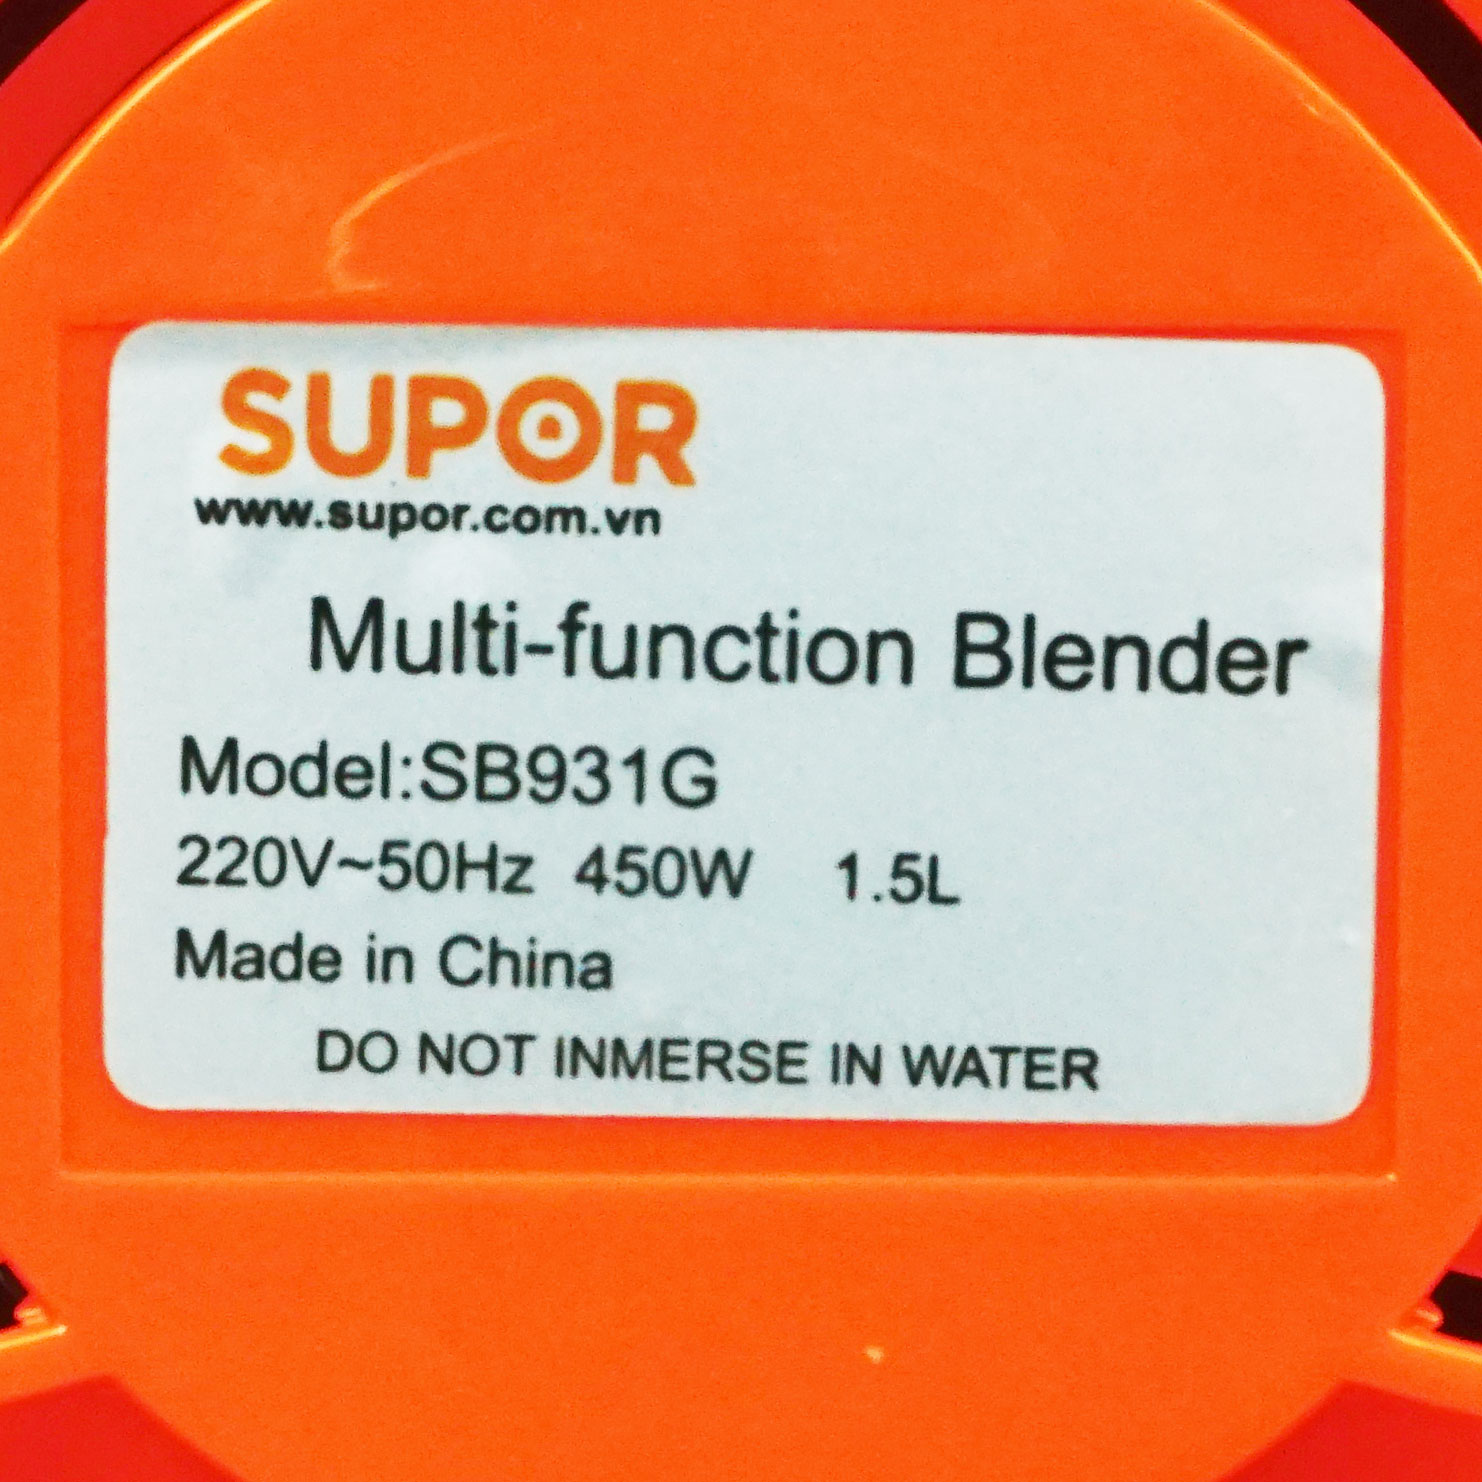 SUPOR
www.supor.com.vn
Multi-function Blender
Model:SB931G
220V~50Hz 450W 1.5L
Made in China
DO NOT INMERSE IN WATER